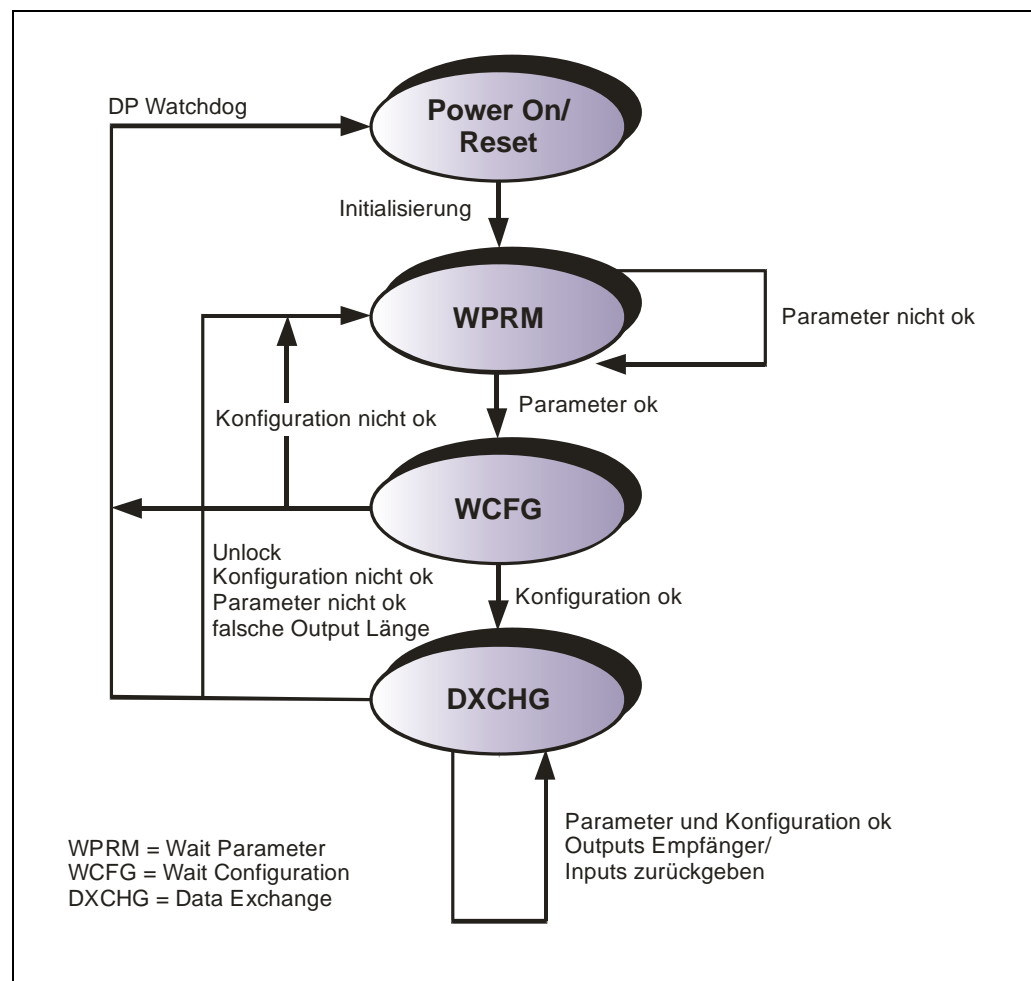 DP Watchdog
Power On/
Reset
Initialisierung
WPRM
Parameter nicht ok
Parameter ok
Konfiguration nicht ok
WCFG
Unlock
Konfiguration nicht ok
Parameter nicht ok
falsche Output Länge
Konfiguration ok
DXCHG
Parameter und Konfiguration ok
Outputs Empfänger/
Inputs zurückgeben
WPRM = Wait Parameter
WCFG = Wait Configuration
DXCHG = Data Exchange